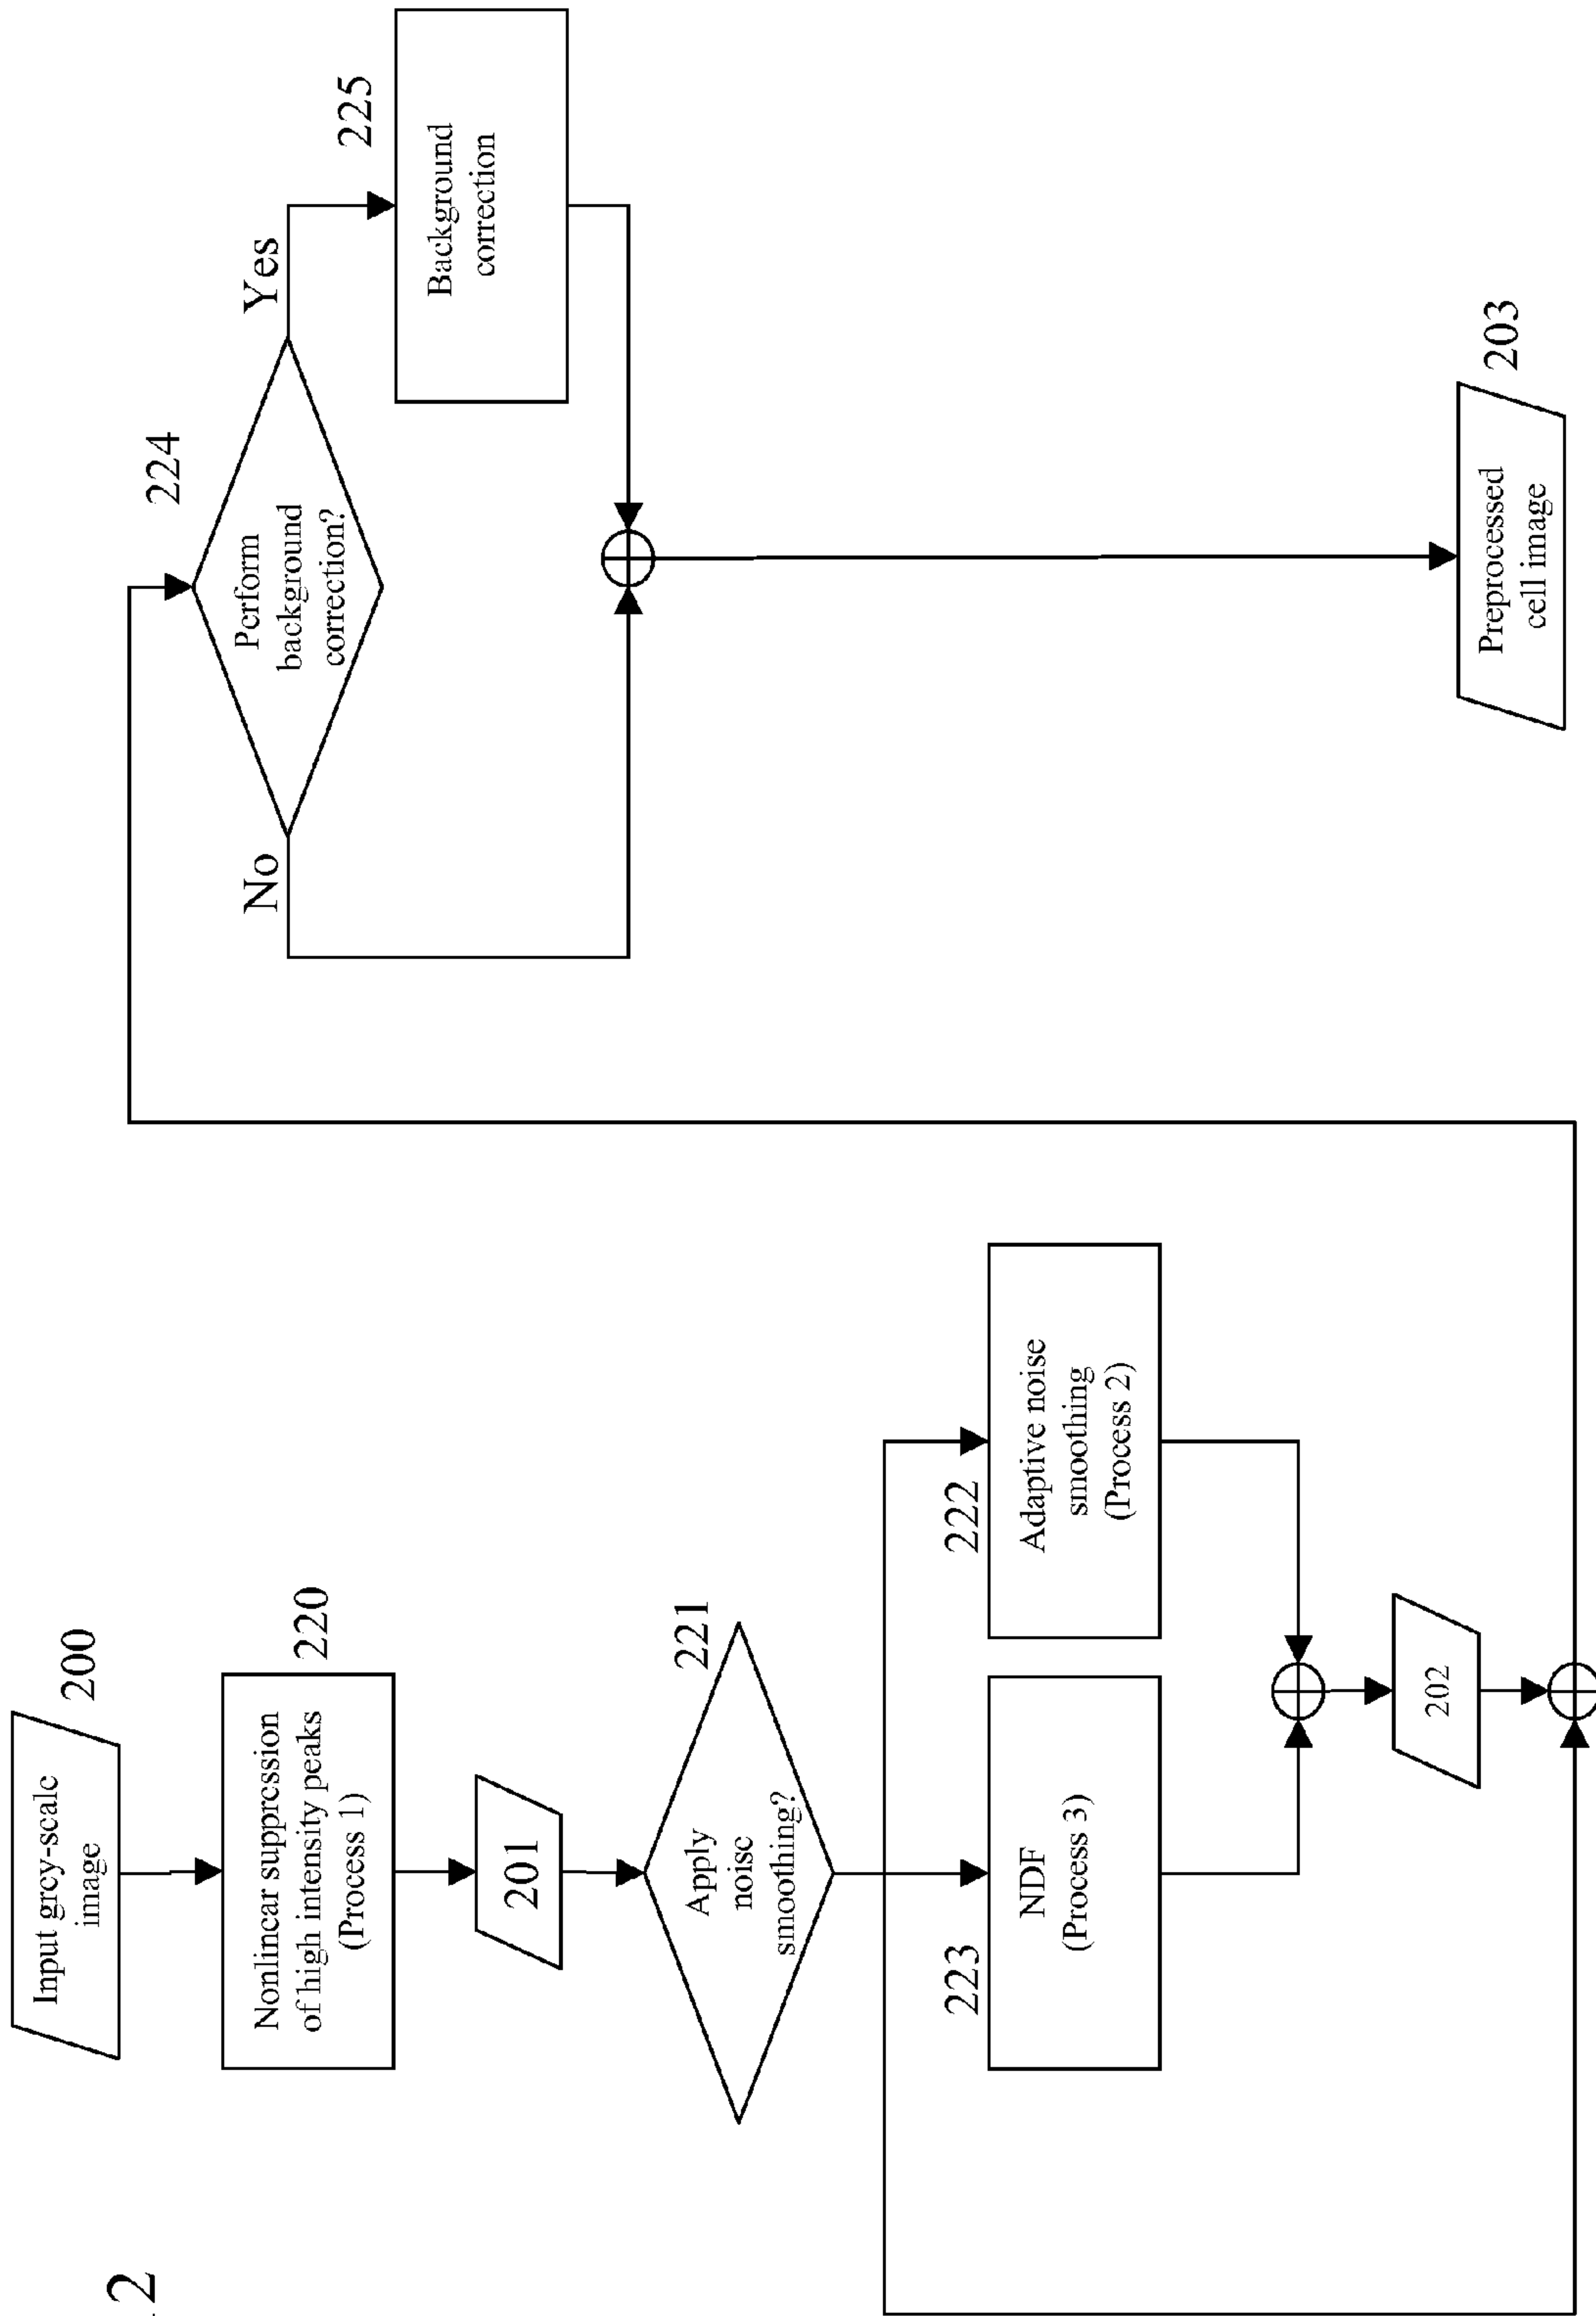 Input grey-scale
image
200
Nonlinear suppression
of high intensity peaks
(Process 1)
220
201
Apply
noise
smoothing?
221
NDF
(Process 3)
223
Adaptive noise
smoothing
(Process 2)
222
202
Perform
background
correction?
224
No
Yes
Background
correction
225
Preprocessed
cell image
203
.2